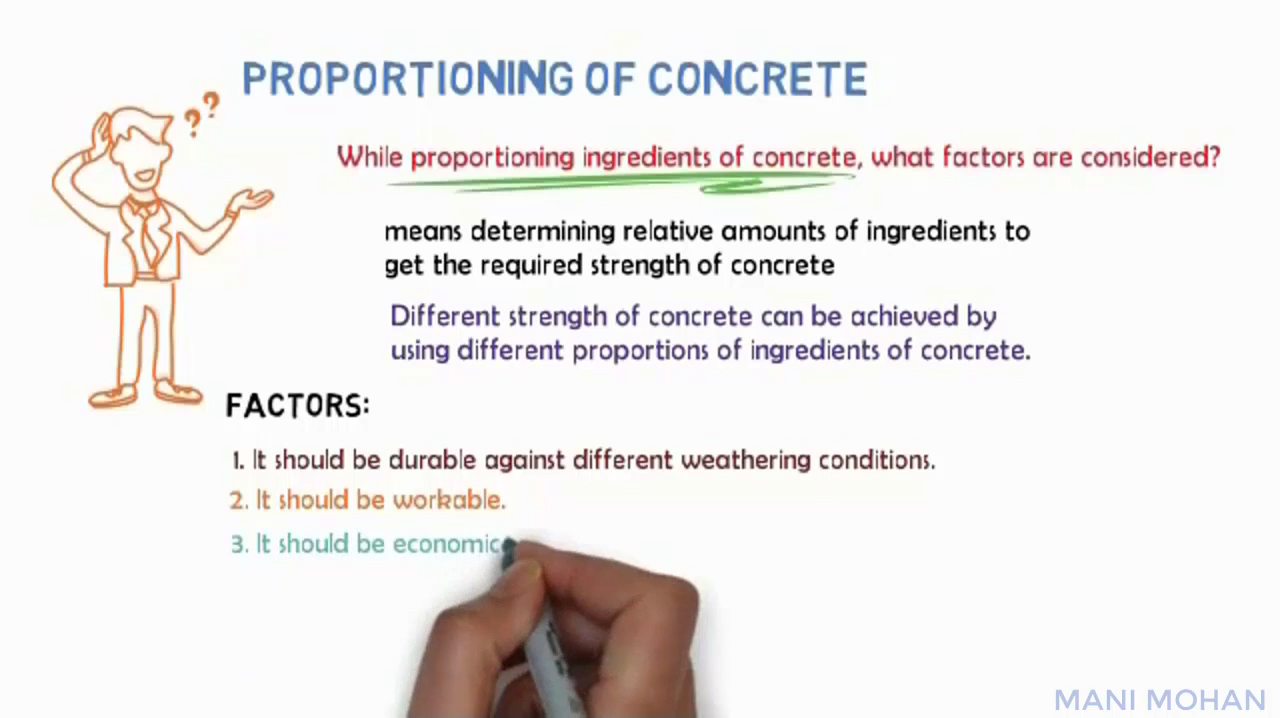 PROPORTIONING OF CONCRETE
??
While proportioning ingredients of concrete, what factors are considered?
means determining relative amounts of ingredients to
get the required strength of concrete
Different strength of concrete can be achieved by
using different proportions of ingredients of concrete.
FACTORS:
1. It should be durable against different weathering conditions.
2. It should be workable.
3. It should be economic
MANI MOHAN